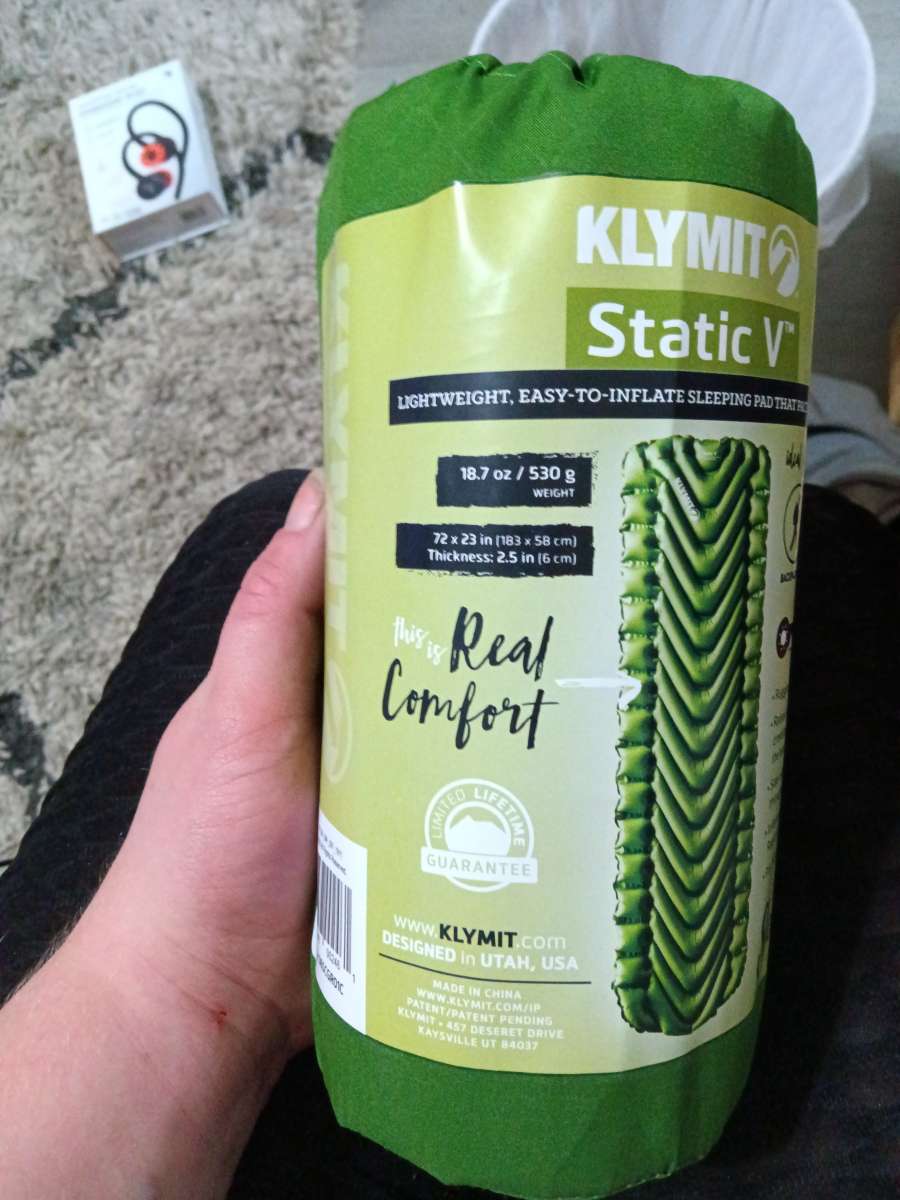 KLYMIT
Static V™
LIGHTWEIGHT, EASY-TO-INFLATE SLEEPING PAD THAT
18.7 oz / 530 g
WEIGHT
72 x 23 in (183 x 58 cm)
Thickness: 2.5 in (6 cm)
this is Real
Comfort
KLYMIT
LIMITED LIFETIME
GUARANTEE
www.KLYMIT.com
DESIGNED in UTAH, USA
MADE IN CHINA
WWW.KLYMIT.COM/IP
PATENT/PATENT PENDING
KLYMIT • 457 DESERET DRIVE
KAYSVILLE UT 84037